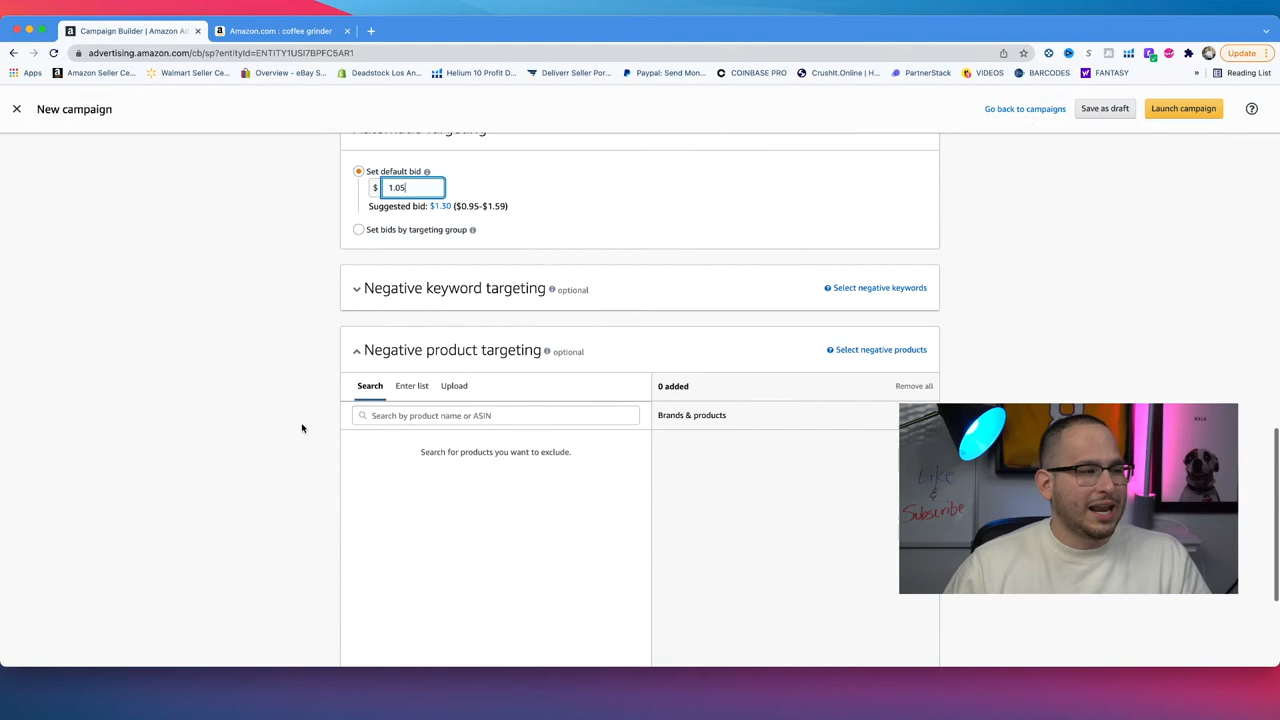 Campaign Builder | Amazon Ad
Amazon.com : coffee grinder
advertising.amazon.com/cb/sp?entityId=ENTITY1USI7BPFC5AR1
Update
Apps
Amazon Seller Ce...
Walmart Seller Ce...
Overview - eBay S...
Deadstock Los An...
Helium 10 Profit D...
Deliverr Seller Por...
Paypal: Send Mon...
COINBASE PRO
CrushIt.Online | H...
PartnerStack
VIDEOS
BARCODES
FANTASY
»
Reading List
New campaign
Go back to campaigns
Save as draft
Launch campaign
Automatic Targeting
Set default bid
$ 1.05
Suggested bid: $1.30 ($0.95-$1.59)
Set bids by targeting group
Negative keyword targeting optional
Select negative keywords
Negative product targeting optional
Select negative products
Search
Enter list
Upload
0 added
Remove all
Search by product name or ASIN
Brands & products
Search for products you want to exclude.
Like
&
Subscribe